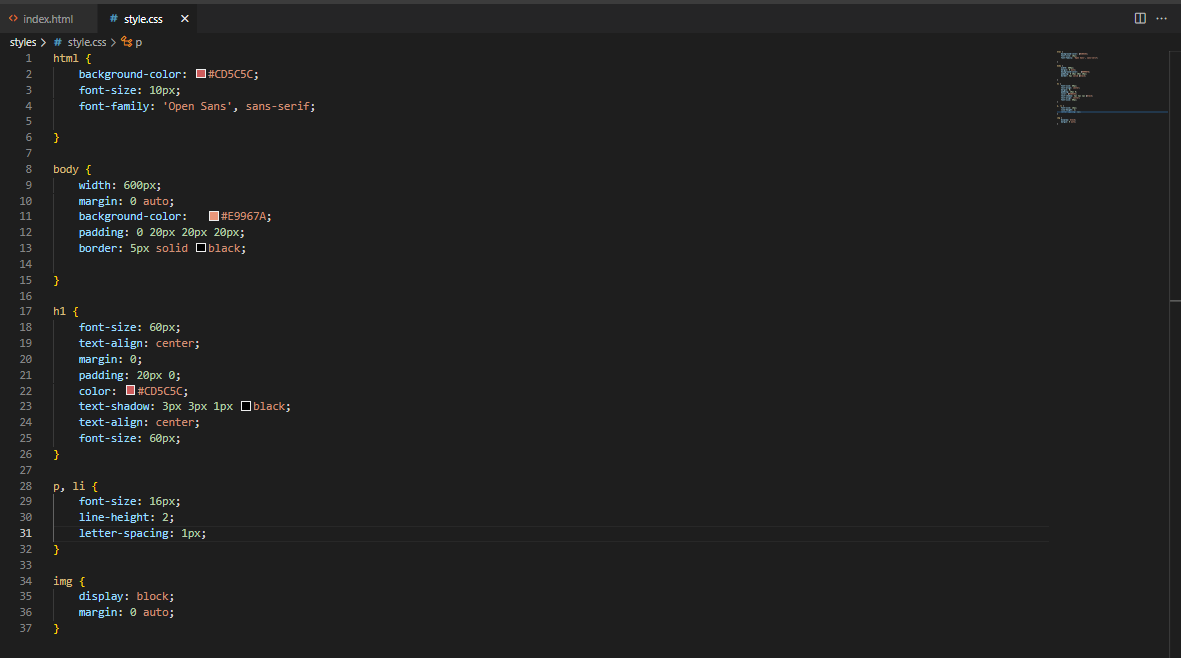 index.html # style.css ×
styles > # style.css > p
1 html {
2 background-color: #CD5C5C;
3 font-size: 10px;
4 font-family: 'Open Sans', sans-serif;
5
6 }
7
8 body {
9 width: 600px;
10 margin: 0 auto;
11 background-color: #E9967A;
12 padding: 0 20px 20px 20px;
13 border: 5px solid black;
14
15 }
16
17 h1 {
18 font-size: 60px;
19 text-align: center;
20 margin: 0;
21 padding: 20px 0;
22 color: #CD5C5C;
23 text-shadow: 3px 3px 1px black;
24 text-align: center;
25 font-size: 60px;
26 }
27
28 p, li {
29 font-size: 16px;
30 line-height: 2;
31 letter-spacing: 1px;
32 }
33
34 img {
35 display: block;
36 margin: 0 auto;
37 }